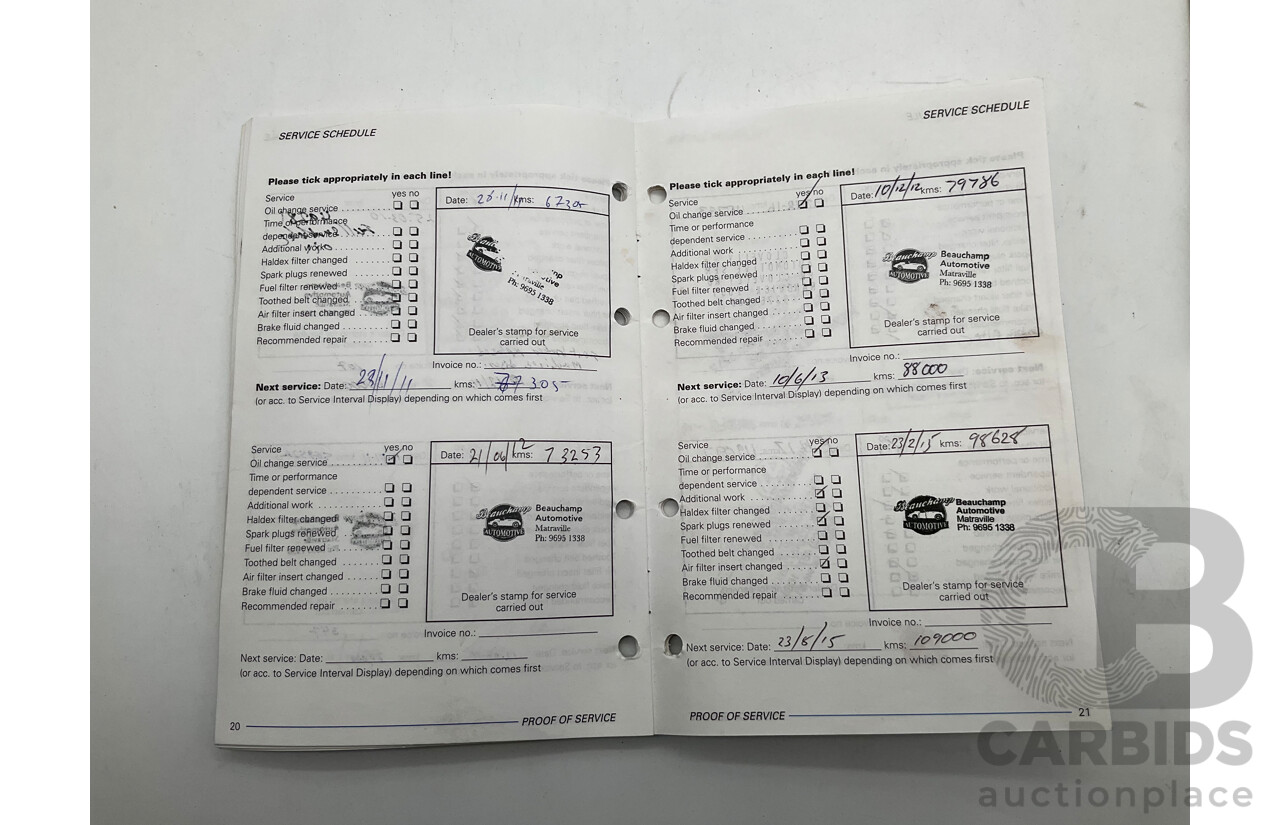 SERVICE SCHEDULE
Please tick appropriately in each line!
Service yes no
Oil change service
Time or performance
dependent service
Additional work
Haldex filter changed
Spark plugs renewed
Fuel filter renewed
Toothed belt changed
Air filter insert changed
Brake fluid changed
Recommended repair
Date: kms:
AUTOMOTIVE
Matraville
Ph: 9695 1338
Dealer's stamp for service
carried out
Invoice no.:
Next service: Date: 23/11/11 kms:
(or acc. to Service Interval Display) depending on which comes first
Service yes no
Oil change service
Time or performance
dependent service
Additional work
Haldex filter changed
Spark plugs renewed
Fuel filter renewed
Toothed belt changed
Air filter insert changed
Brake fluid changed
Recommended repair
Date: 21/06/12 kms: 73253
Beauchamp
AUTOMOTIVE
Beauchamp
Automotive
Matraville
Ph: 9695 1338
Dealer's stamp for service
carried out
Invoice no.:
Next service: Date: kms:
(or acc. to Service Interval Display) depending on which comes first
20 PROOF OF SERVICE
SERVICE SCHEDULE
Please tick appropriately in each line!
Service yes no
Oil change service
Time or performance
dependent service
Additional work
Haldex filter changed
Spark plugs renewed
Fuel filter renewed
Toothed belt changed
Air filter insert changed
Brake fluid changed
Recommended repair
Date: 10/12/12 kms: 79786
Beauchamp
AUTOMOTIVE
Beauchamp
Automotive
Matraville
Ph: 9695 1338
Dealer's stamp for service
carried out
Invoice no.:
Next service: Date: 10/6/13 kms: 88000
(or acc. to Service Interval Display) depending on which comes first
Service yes no
Oil change service
Time or performance
dependent service
Additional work
Haldex filter changed
Spark plugs renewed
Fuel filter renewed
Toothed belt changed
Air filter insert changed
Brake fluid changed
Recommended repair
Date: 23/2/15 kms: 98628
Beauchamp
AUTOMOTIVE
Beauchamp
Automotive
Matraville
Ph: 9695 1338
Dealer's stamp for service
carried out
Invoice no.:
Next service: Date: 23/8/15 kms: 109000
(or acc. to Service Interval Display) depending on which comes first
PROOF OF SERVICE 21
CARBIDS
auctionplace